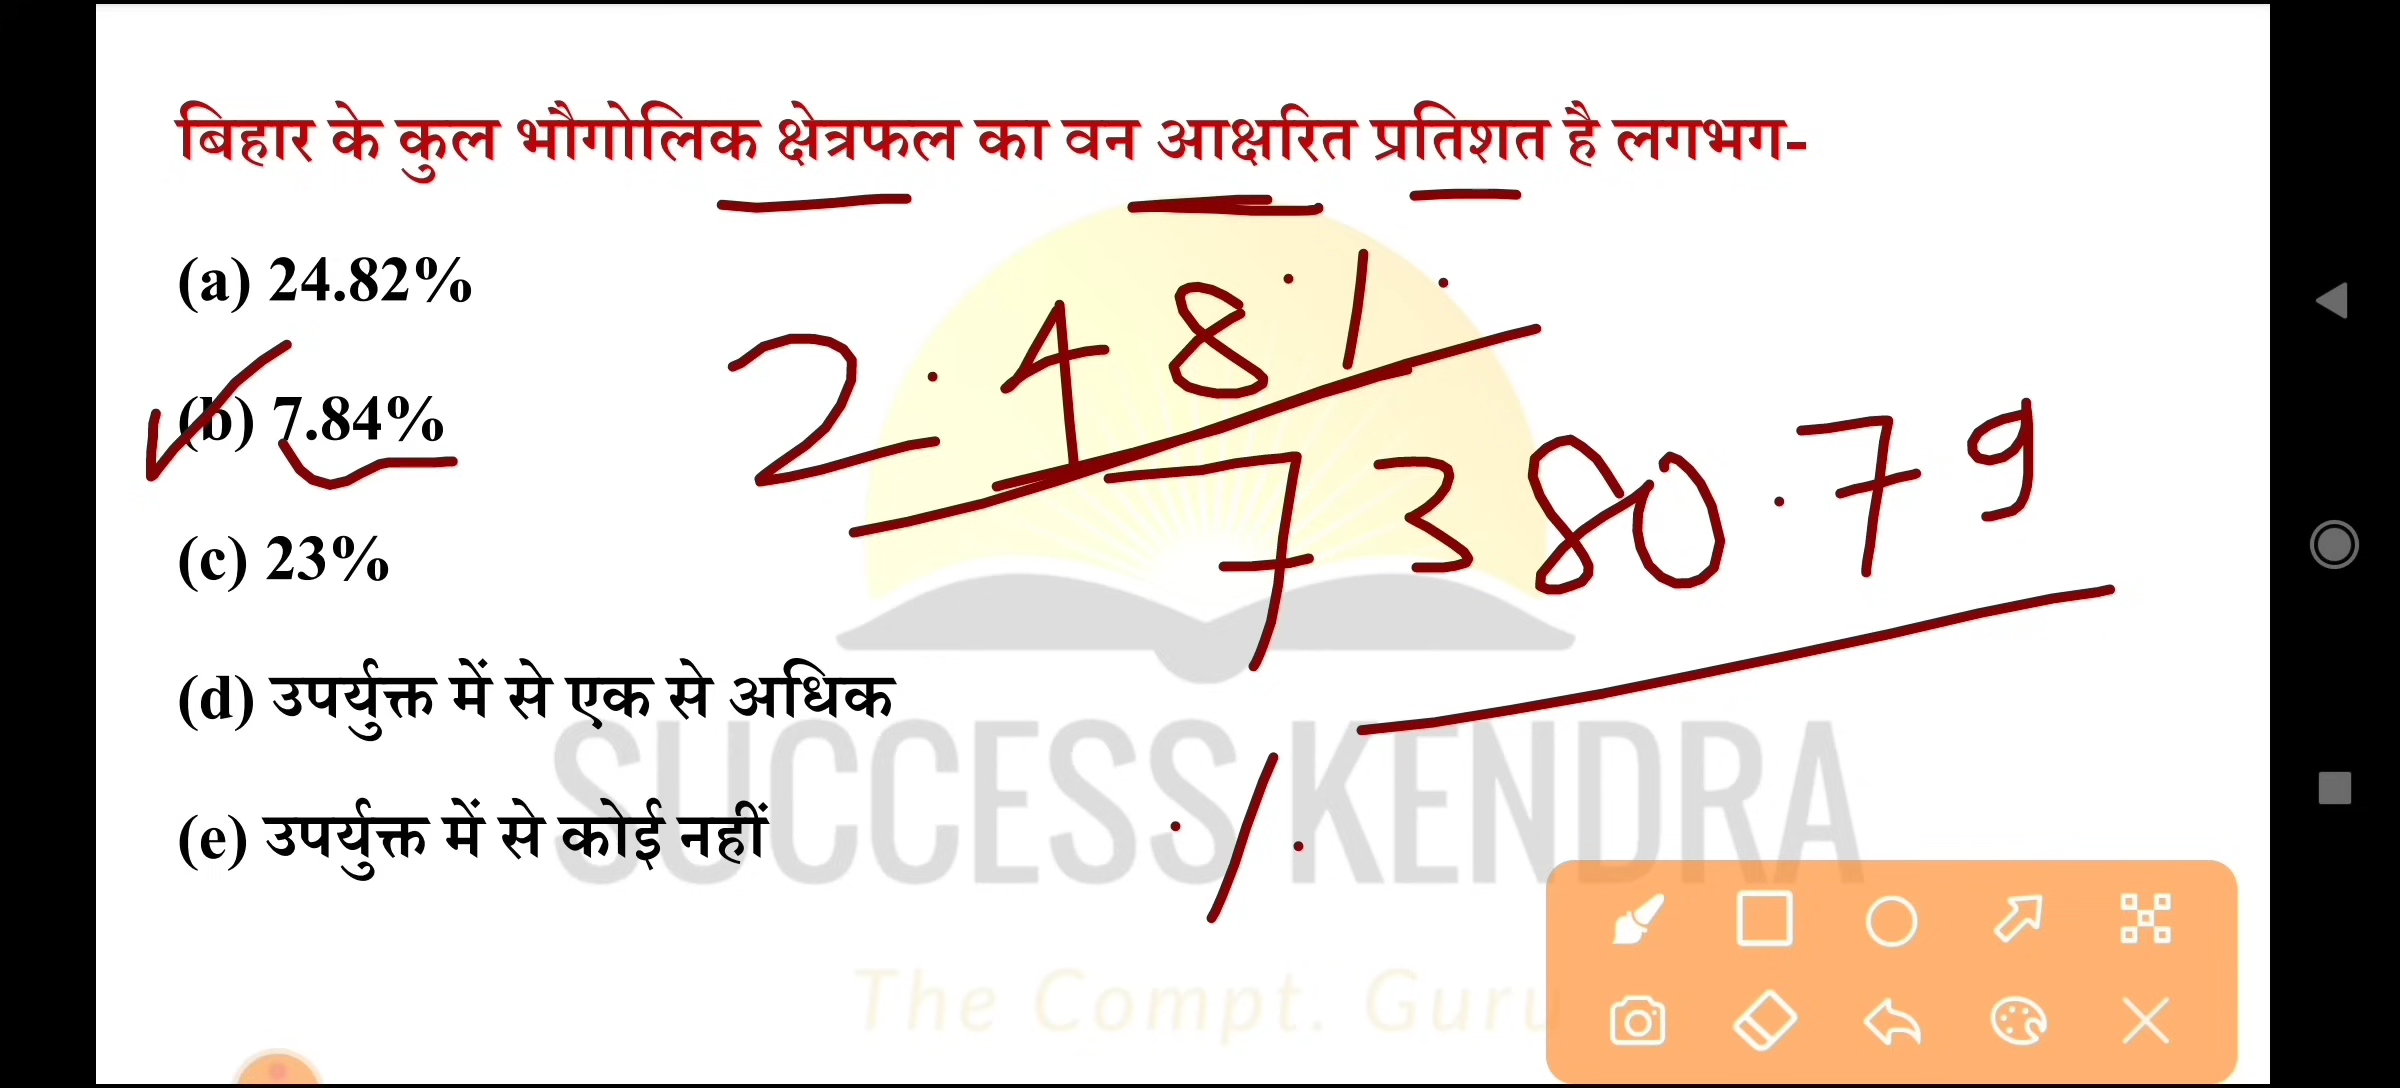 बिहार के कुल भौगोलिक क्षेत्रफल का वन आक्षरित प्रतिशत है लगभग-
(a) 24.82%
(b) 7.84%
(c) 23%
(d) उपर्युक्त में से एक से अधिक
(e) उपर्युक्त में से कोई नहीं
2.48%
7380.79
%
SUCCESS KENDRA
The Compt. Guru